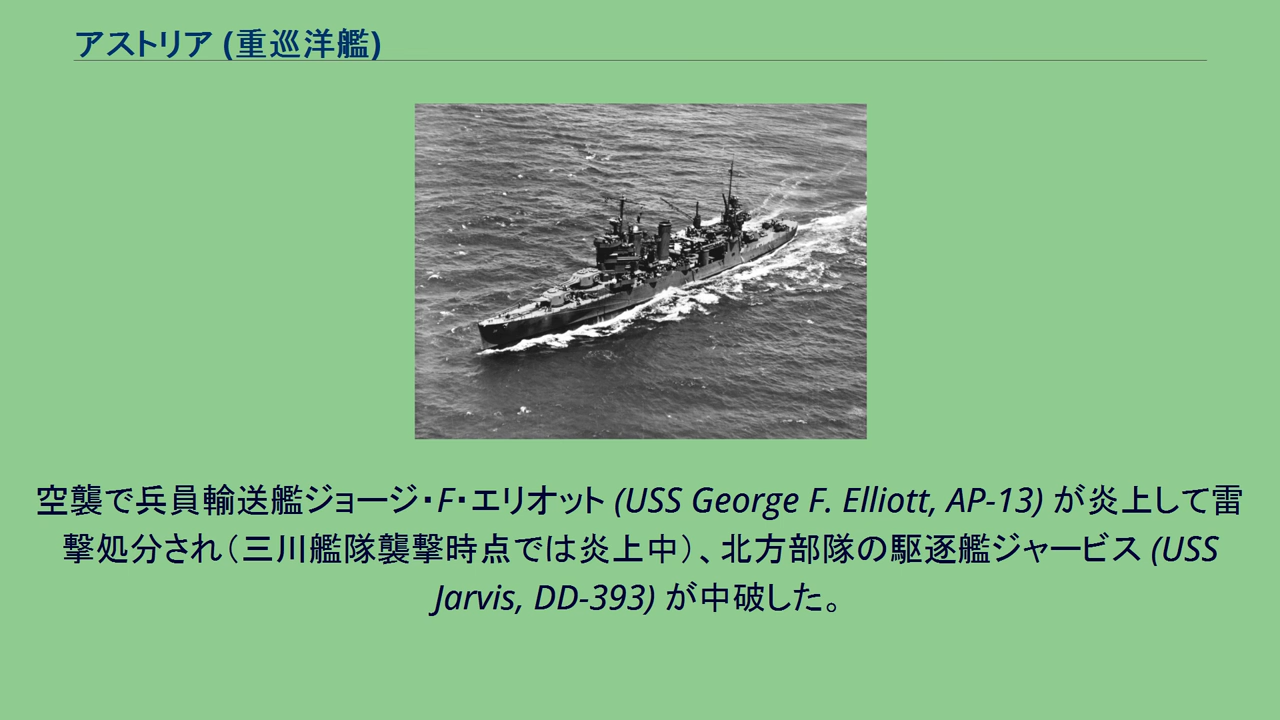 アストリア (重巡洋艦)
空襲で兵員輸送艦ジョージ・F・エリオット (USS George F. Elliott, AP-13) が炎上して雷
撃処分され(三川艦隊襲撃時点では炎上中)、北方部隊の駆逐艦ジャービス (USS
Jarvis, DD-393) が中破した。